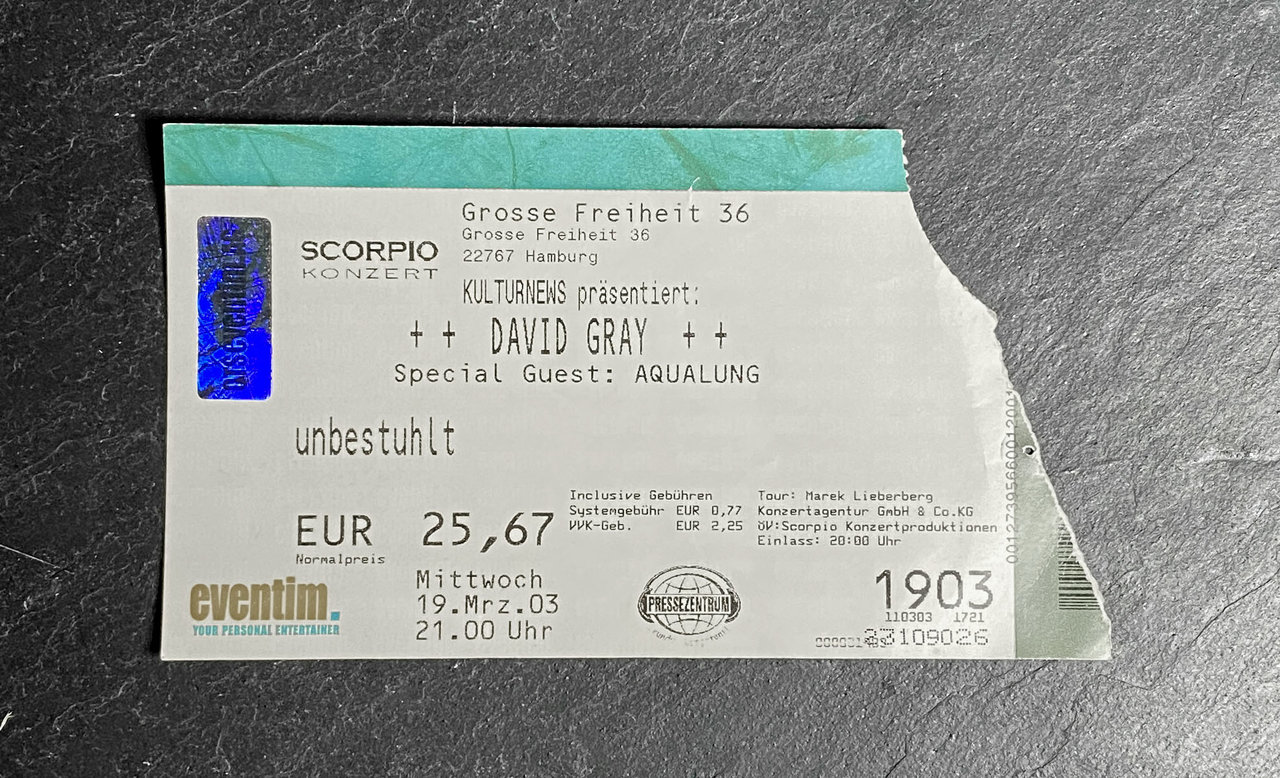 Grosse Freiheit 36
Grosse Freiheit 36
22767 Hamburg
SCORPIO
KONZERT
KULTURNEWS präsentiert:
++ DAVID GRAY ++
Special Guest: AQUALUNG
unbestuhlt
EUR 25,67
Normalpreis
Inclusive Gebühren
Systemgebühr EUR 0,77
VVK-Geb. EUR 2,25
Tour: Marek Lieberberg
Konzertagentur GmbH & Co.KG
ÖV:Scorpio Konzertproduktionen
Einlass: 20:00 Uhr
eventim.
YOUR PERSONAL ENTERTAINER
Mittwoch
19.Mrz.03
21.00 Uhr
PRESSEZENTRUM
1903
110303 1721
33109026
00127395660012001